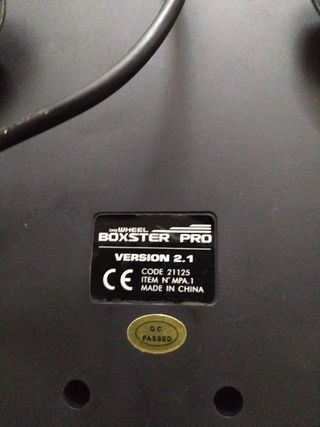 WHEEL
BOXSTER PRO
VERSION 2.1
CE CODE 21125
ITEM N° MPA.1
MADE IN CHINA
Q.C.
PASSED